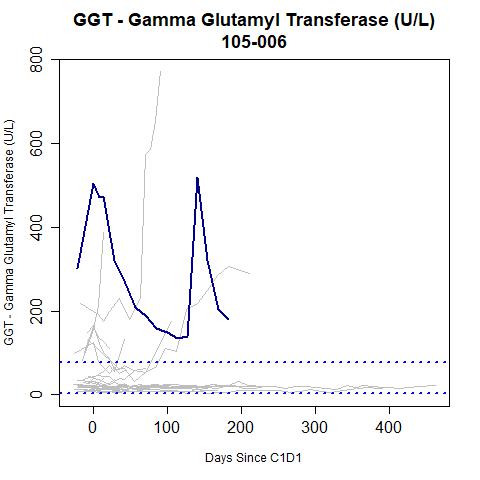 GGT - Gamma Glutamyl Transferase (U/L)
105-006
GGT - Gamma Glutamyl Transferase (U/L)
800
600
400
200
0
0 100 200 300 400
Days Since C1D1